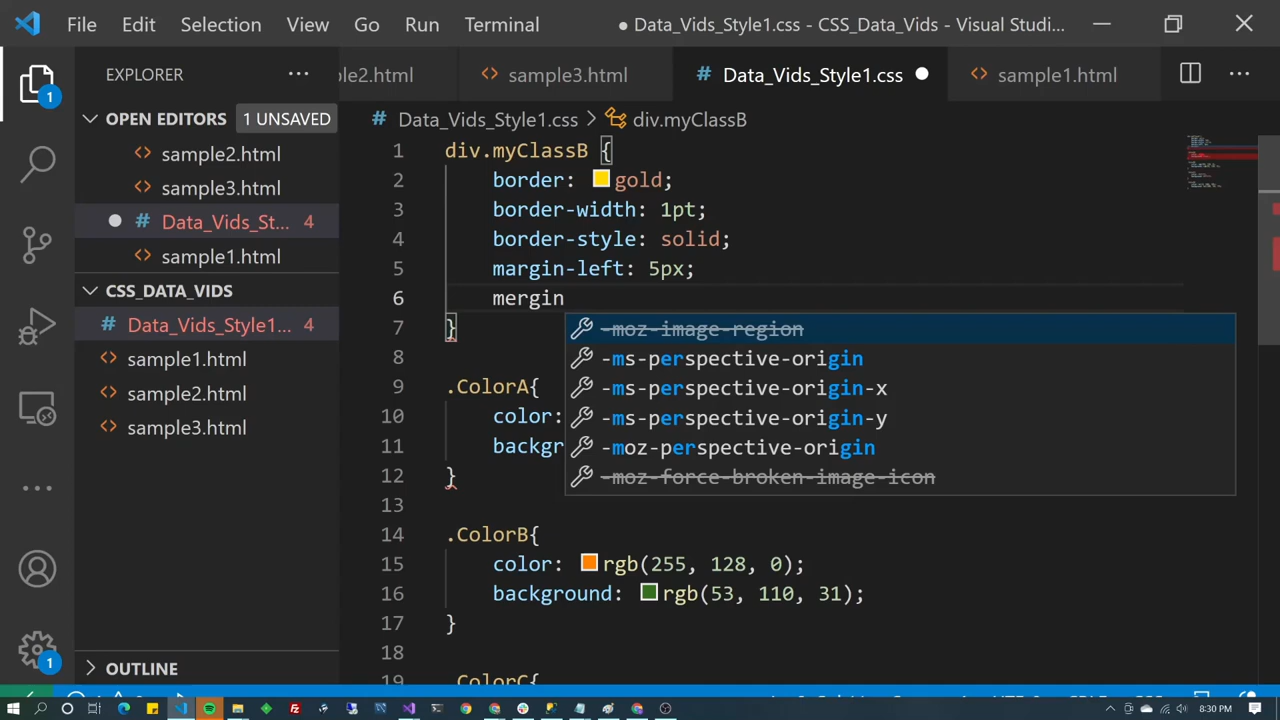 File Edit Selection View Go Run Terminal ● Data_Vids_Style1.css - CSS_Data_Vids - Visual Studi...
EXPLORER ...
ple2.html sample3.html # Data_Vids_Style1.css ● sample1.html
OPEN EDITORS 1 UNSAVED
# Data_Vids_Style1.css > div.myClassB
sample2.html
sample3.html
# Data_Vids_St... 4
sample1.html
CSS_DATA_VIDS
# Data_Vids_Style1... 4
sample1.html
sample2.html
sample3.html
OUTLINE
1
1
1 div.myClassB {
2 border: gold;
3 border-width: 1pt;
4 border-style: solid;
5 margin-left: 5px;
6 mergin
7 }
-moz-image-region
-ms-perspective-origin
-ms-perspective-origin-x
-ms-perspective-origin-y
-moz-perspective-origin
-moz-force-broken-image-icon
8
9 .ColorA{
10 color:
11 backgr
12 }
13
14 .ColorB{
15 color: rgb(255, 128, 0);
16 background: rgb(53, 110, 31);
17 }
18
8:30 PM